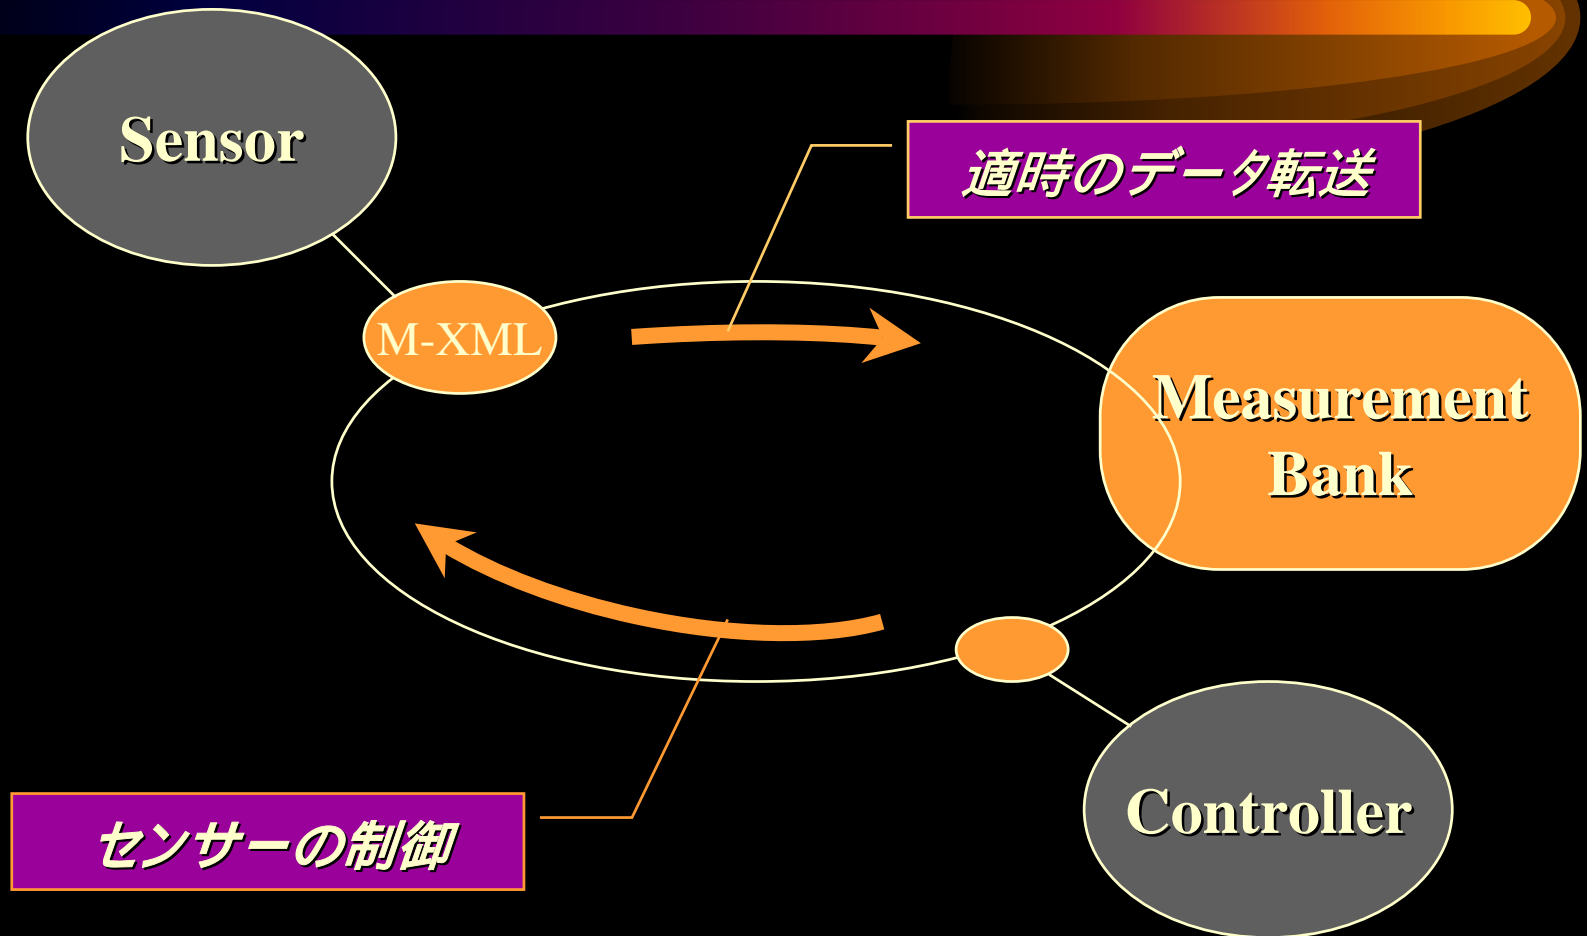 Sensor
適時のデータ転送
M-XML
Measurement
Bank
センサーの制御
Controller